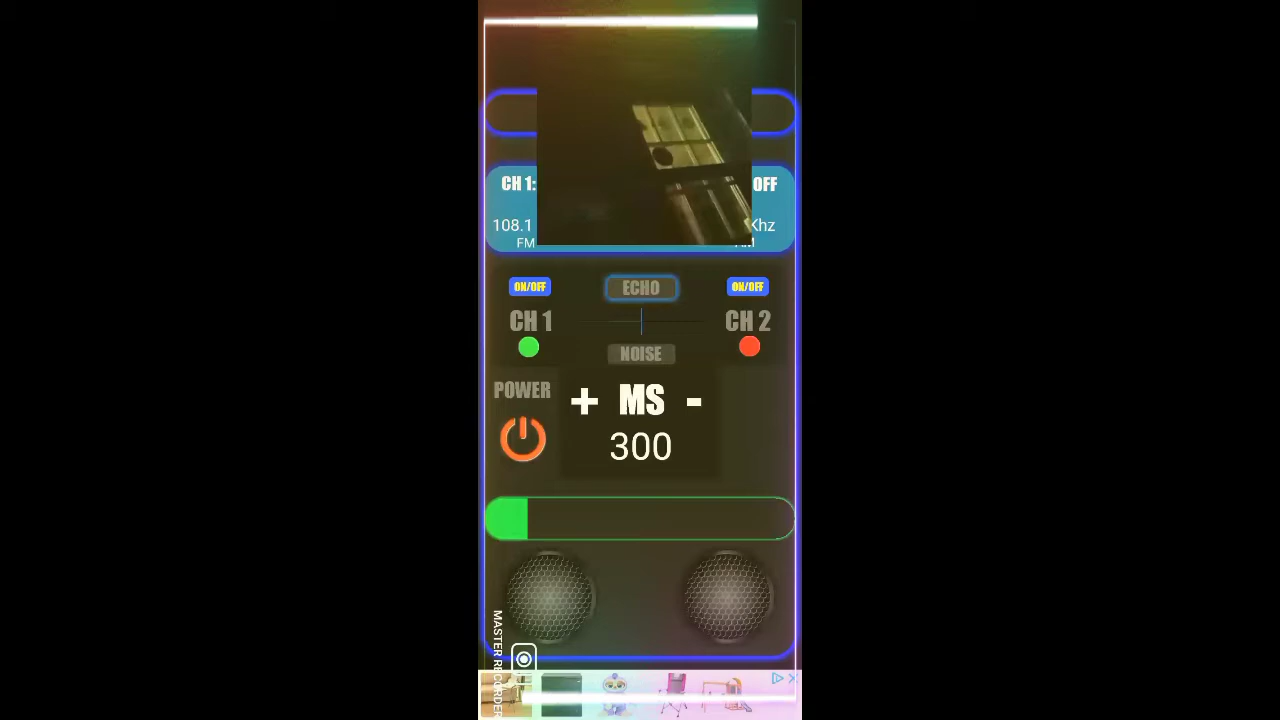 CH 1:
OFF
108.1
Khz
FM
ON/OFF
ECHO
ON/OFF
CH 1
CH 2
NOISE
POWER
+ MS -
300
MASTER RECORDER